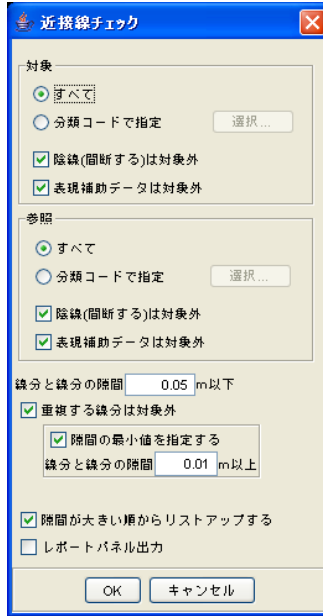 近接線チェック
対象
すべて
分類コードで指定 選択...
陰線(間断する)は対象外
表現補助データは対象外
参照
すべて
分類コードで指定 選択...
陰線(間断する)は対象外
表現補助データは対象外
線分と線分の隙間 0.05 m以下
重複する線分は対象外
隙間の最小値を指定する
線分と線分の隙間 0.01 m以上
隙間が大きい順からリストアップする
レポートパネル出力
OK キャンセル